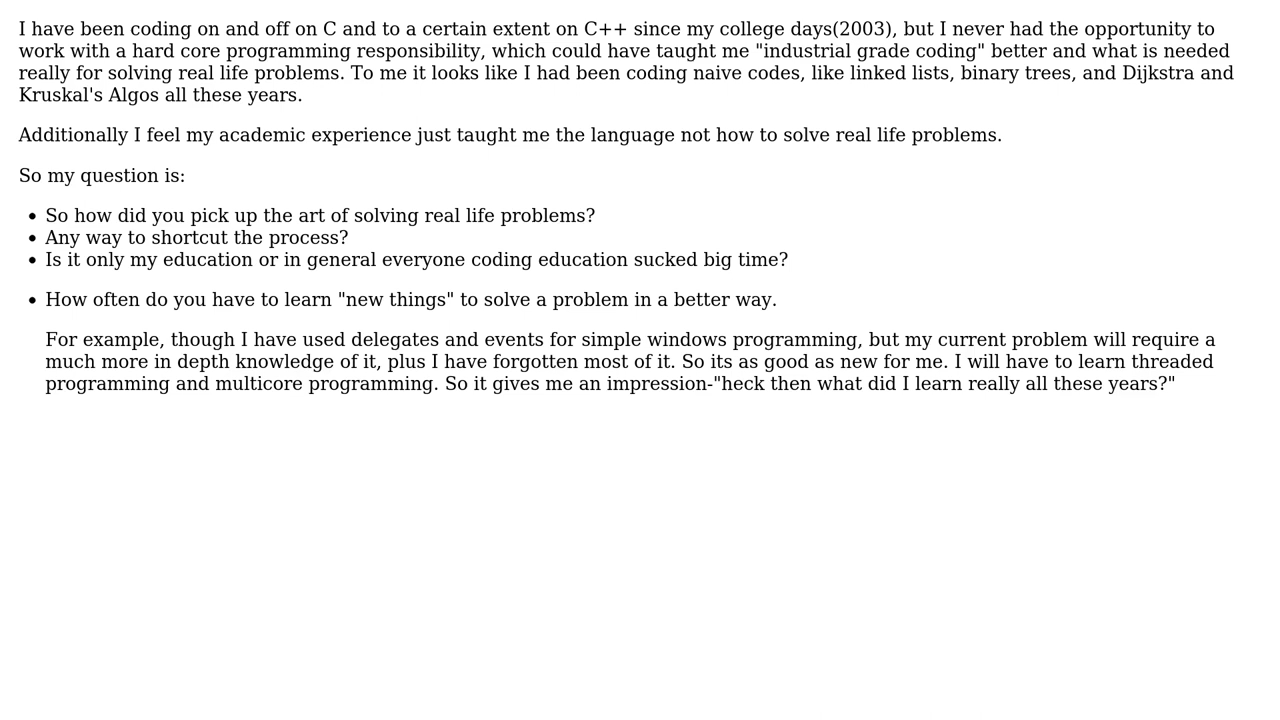 I have been coding on and off on C and to a certain extent on C++ since my college days(2003), but I never had the opportunity to
work with a hard core programming responsibility, which could have taught me "industrial grade coding" better and what is needed
really for solving real life problems. To me it looks like I had been coding naive codes, like linked lists, binary trees, and Dijkstra and
Kruskal's Algos all these years.
Additionally I feel my academic experience just taught me the language not how to solve real life problems.
So my question is:
• So how did you pick up the art of solving real life problems?
• Any way to shortcut the process?
• Is it only my education or in general everyone coding education sucked big time?
• How often do you have to learn "new things" to solve a problem in a better way.
For example, though I have used delegates and events for simple windows programming, but my current problem will require a
much more in depth knowledge of it, plus I have forgotten most of it. So its as good as new for me. I will have to learn threaded
programming and multicore programming. So it gives me an impression-"heck then what did I learn really all these years?"